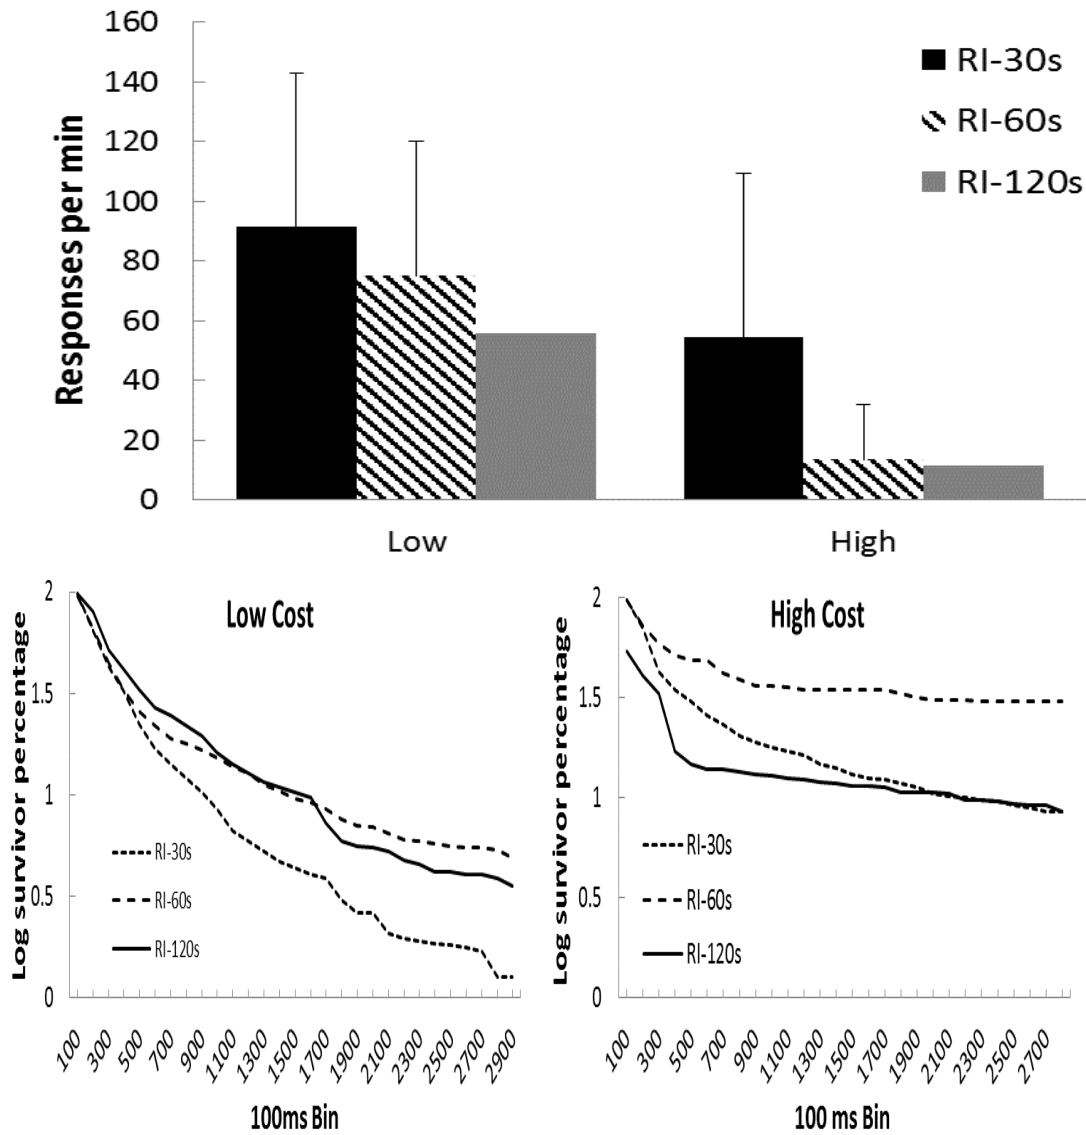 160
140
120
100
80
60
40
20
0
Responses per min
RI-30s
RI-60s
RI-120s
Low
High
Low Cost
Log survivor percentage
2
1.5
1
0.5
0
RI-30s
RI-60s
RI-120s
100 300 500 700 900 1100 1300 1500 1700 1900 2100 2300 2500 2700 2900
100ms Bin
High Cost
Log survivor percentage
2
1.5
1
0.5
0
RI-30s
RI-60s
RI-120s
100 300 500 700 900 1100 1300 1500 1700 1900 2100 2300 2500 2700
100 ms Bin